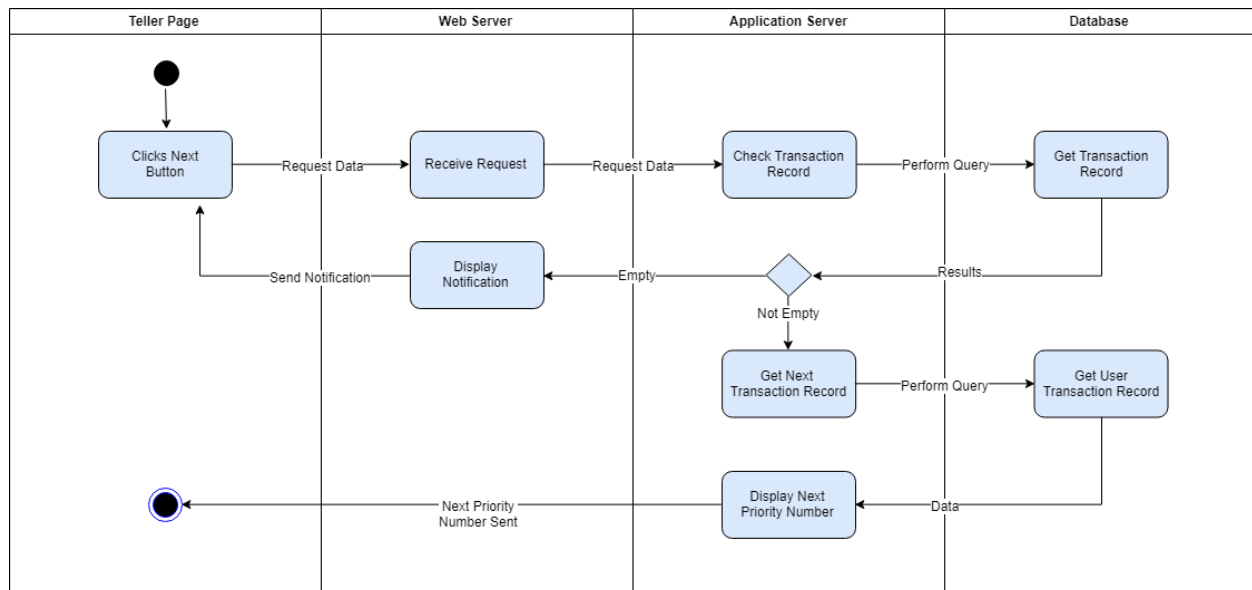 Teller Page
Web Server
Application Server
Database
Clicks Next
Button
Request Data
Receive Request
Request Data
Check Transaction
Record
Perform Query
Get Transaction
Record
Send Notification
Display
Notification
Empty
Results
Not Empty
Get Next
Transaction Record
Perform Query
Get User
Transaction Record
Next Priority
Number Sent
Display Next
Priority Number
Data